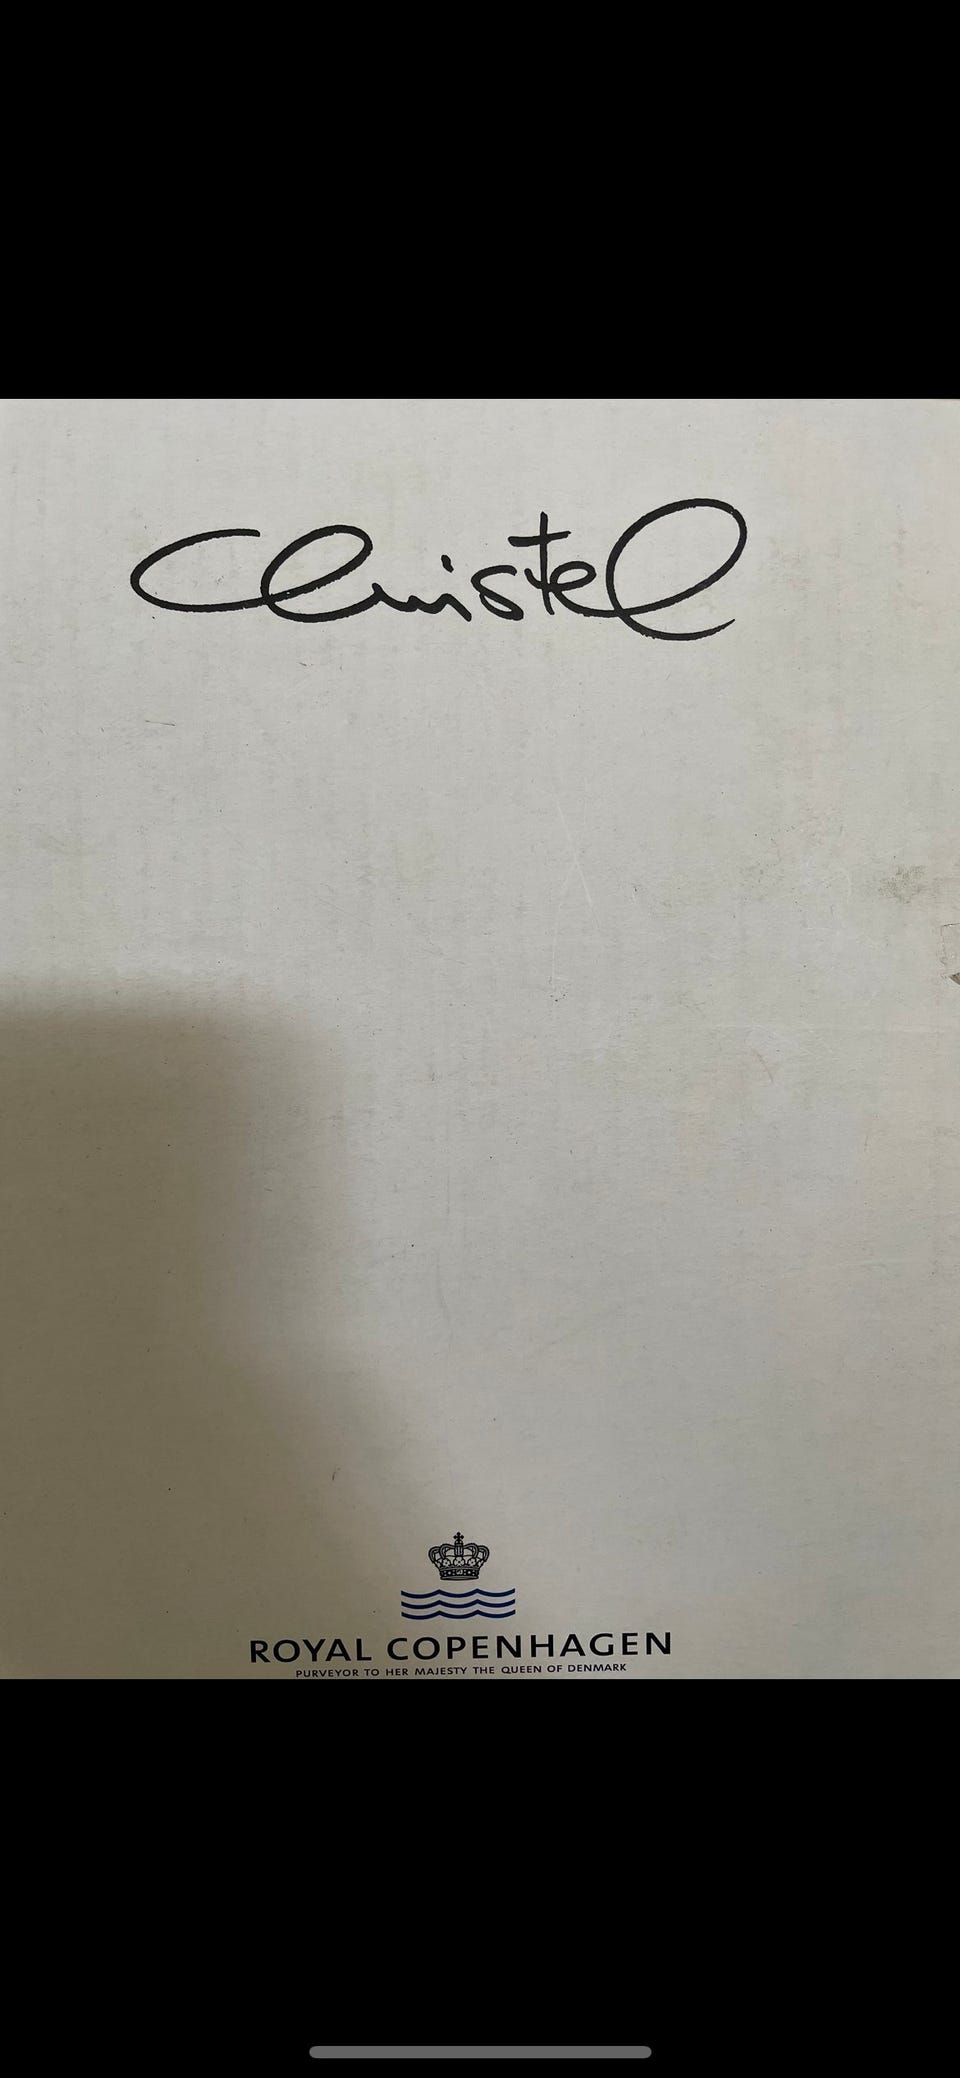 Christel
ROYAL COPENHAGEN
PURVEYOR TO HER MAJESTY THE QUEEN OF DENMARK